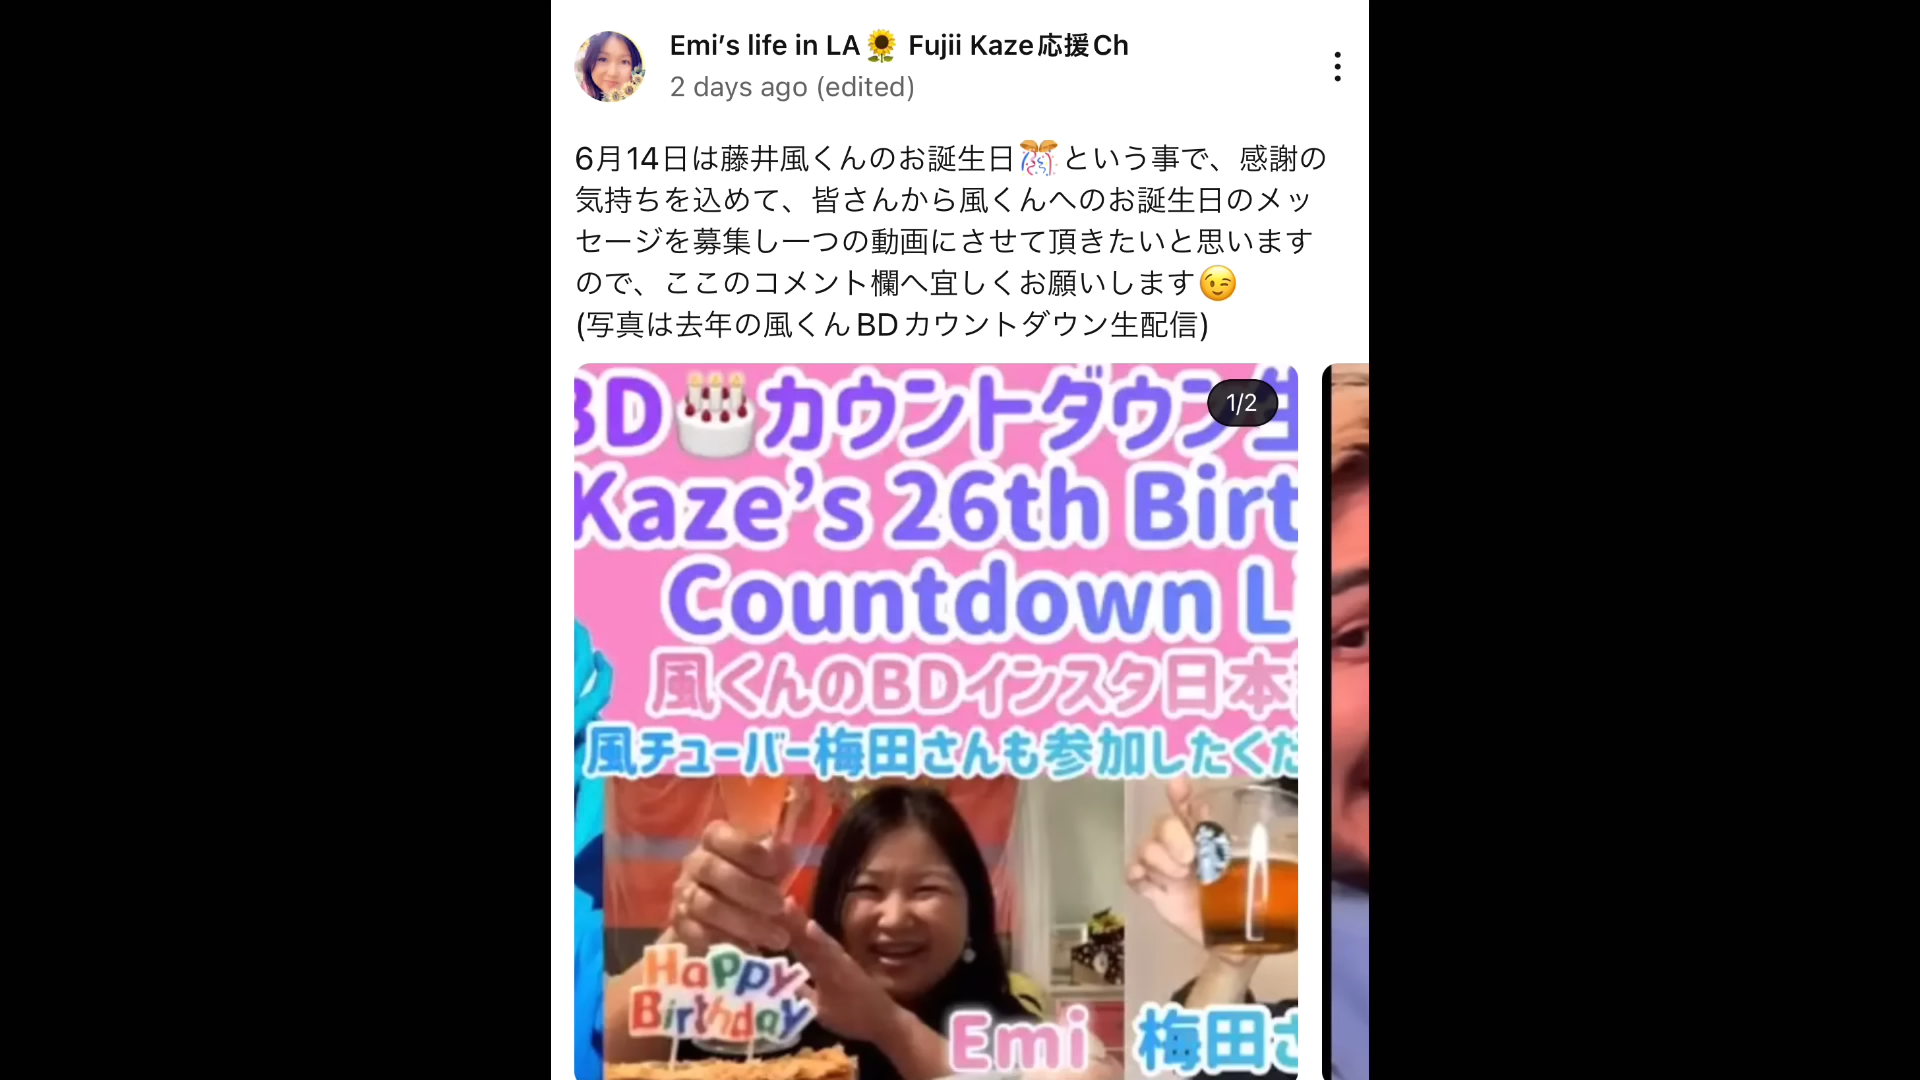 Emi's life in LA🌻 Fujii Kaze応援Ch
2 days ago (edited)
6月14日は藤井風くんのお誕生日🎊という事で、感謝の
気持ちを込めて、皆さんから風くんへのお誕生日のメッ
セージを募集し一つの動画にさせて頂きたいと思います
ので、ここのコメント欄へ宜しくお願いします😉
(写真は去年の風くんBDカウントダウン生配信)
1/2
BD🎂カウントダウン生
Kaze's 26th Birt
Countdown Li
風くんのBDインスタ日本
風チューバー梅田さんも参加したくだ
Happy
Birthday
Emi 梅田さ